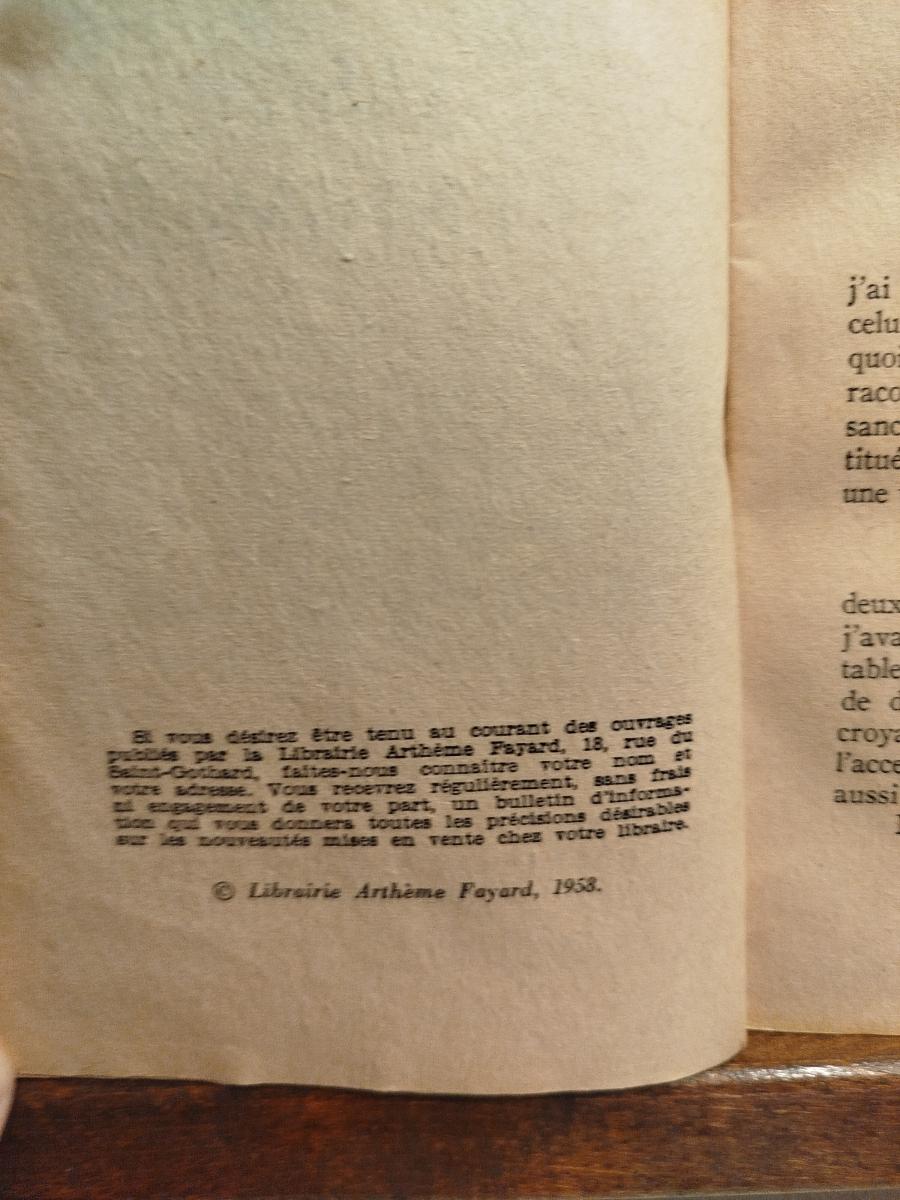 Si vous désirez être tenu au courant des ouvrages
publiés par la Librairie Arthème Fayard, 18, rue du
Saint-Gothard, faites-nous connaître votre nom et
votre adresse. Vous recevrez régulièrement, sans frais
ni engagement de votre part, un bulletin d'informa-
tion qui vous donnera toutes les précisions désirables
sur les nouveautés mises en vente chez votre libraire.
© Librairie Arthème Fayard, 1958.
j'ai
celu
quoi
raco
sanc
titué
une
deux
j'ava
table
de d
croya
l'acce
aussi